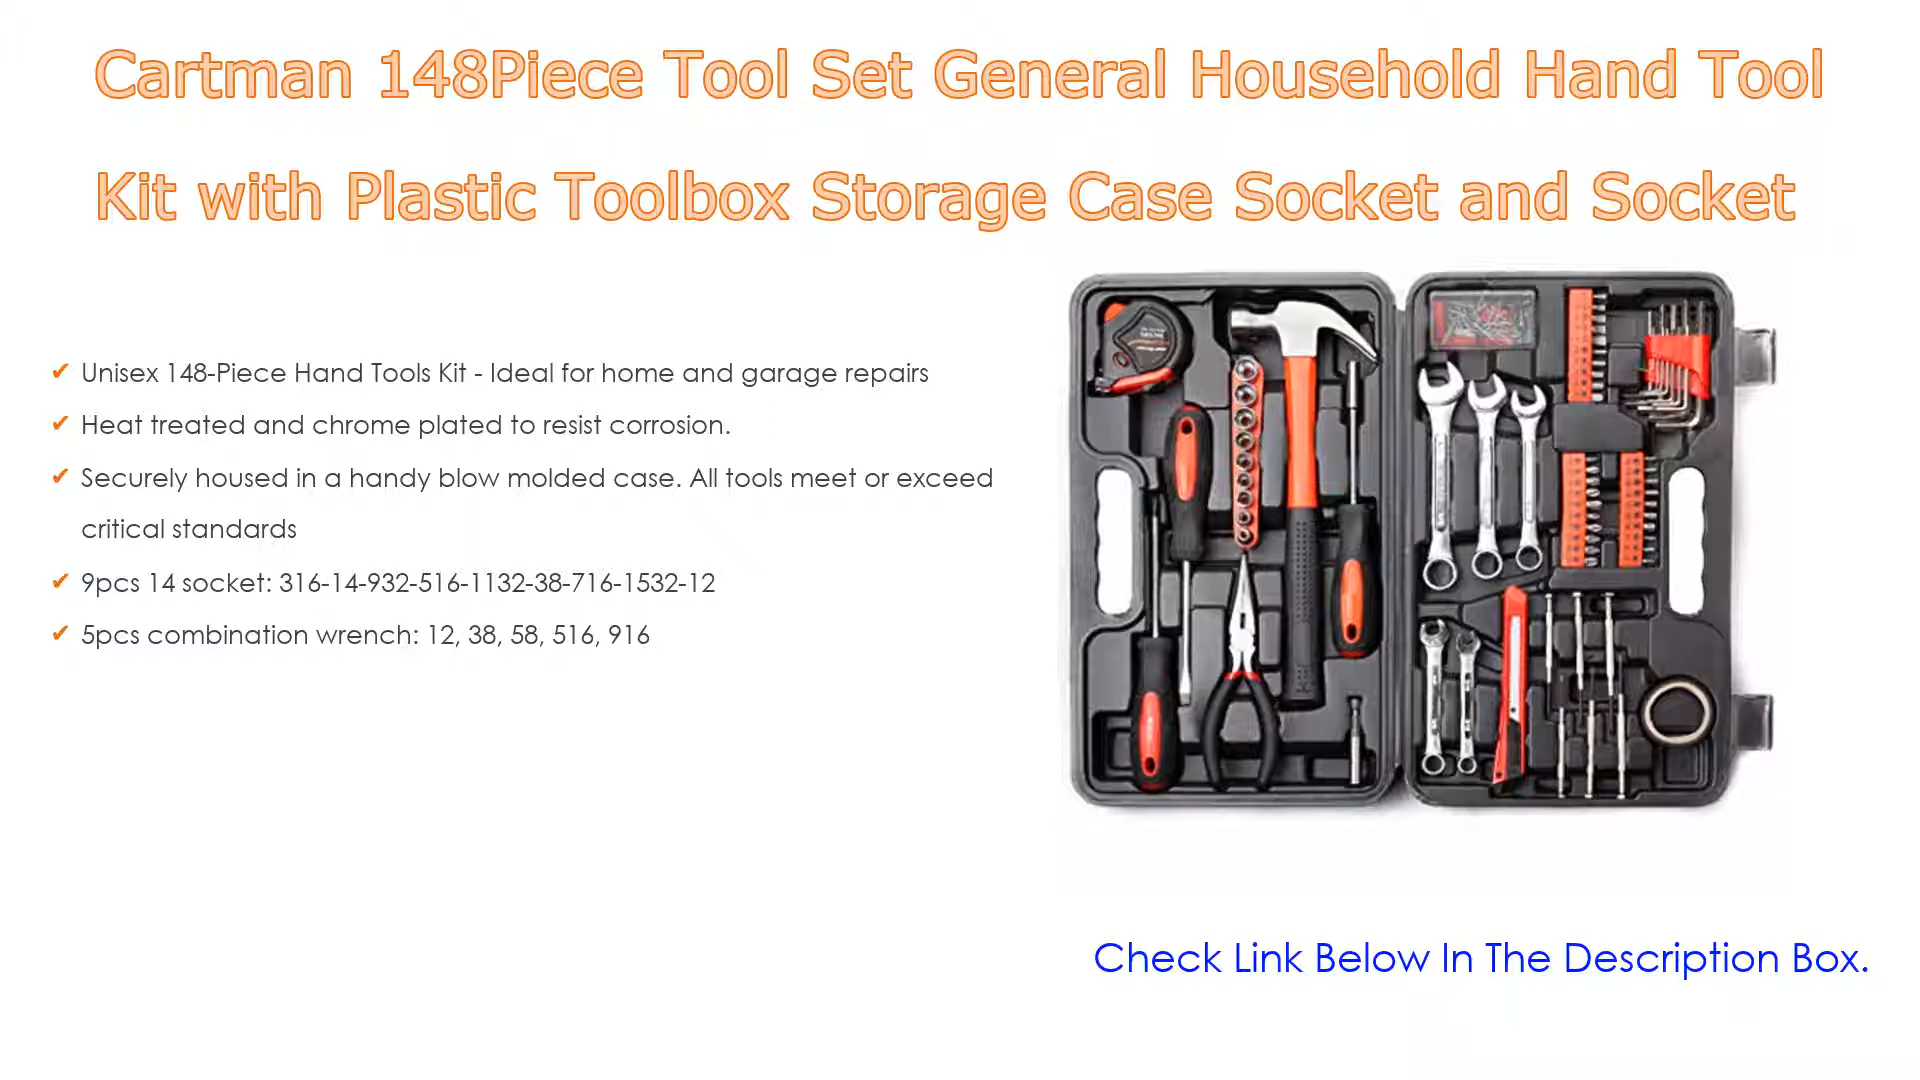 Cartman 148Piece Tool Set General Household Hand Tool
Kit with Plastic Toolbox Storage Case Socket and Socket
✔ Unisex 148-Piece Hand Tools Kit - Ideal for home and garage repairs
✔ Heat treated and chrome plated to resist corrosion.
✔ Securely housed in a handy blow molded case. All tools meet or exceed
critical standards
✔ 9pcs 14 socket: 316-14-932-516-1132-38-716-1532-12
✔ 5pcs combination wrench: 12, 38, 58, 516, 916
Check Link Below In The Description Box.